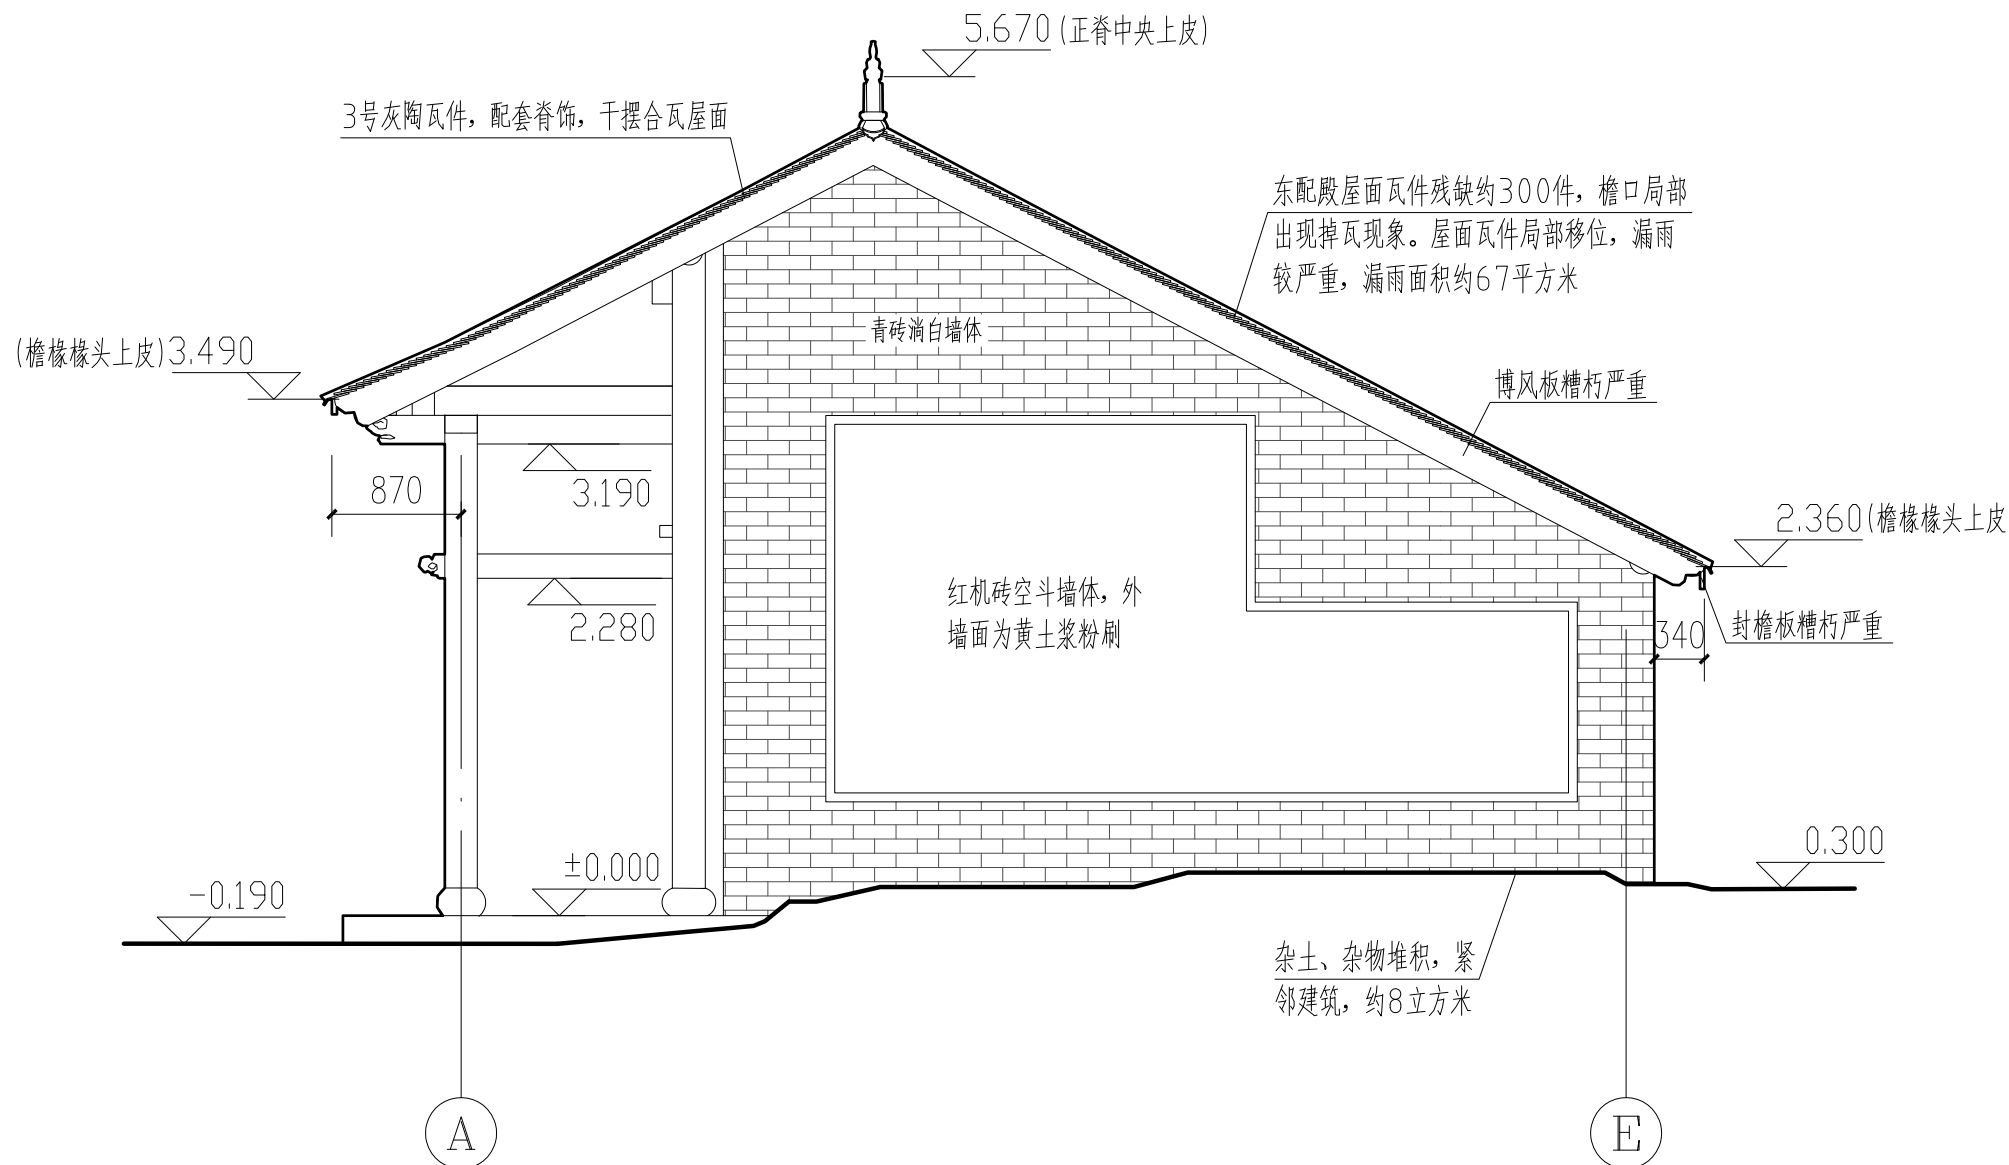 5.670(正脊中央上皮)
3号灰陶瓦件，配套脊饰，干摆合瓦屋面
东配殿屋面瓦件残缺约300件，檐口局部
出现掉瓦现象。屋面瓦件局部移位，漏雨
较严重，漏雨面积约67平方米
青砖淌白墙体
(檐椽椽头上皮)3.490
博风板糟朽严重
870
3.190
2.360(檐椽椽头上皮
红机砖空斗墙体，外
墙面为黄土浆粉刷
2.280
340
封檐板糟朽严重
±0.000
0.300
-0.190
杂土、杂物堆积，紧
邻建筑，约8立方米
A
E